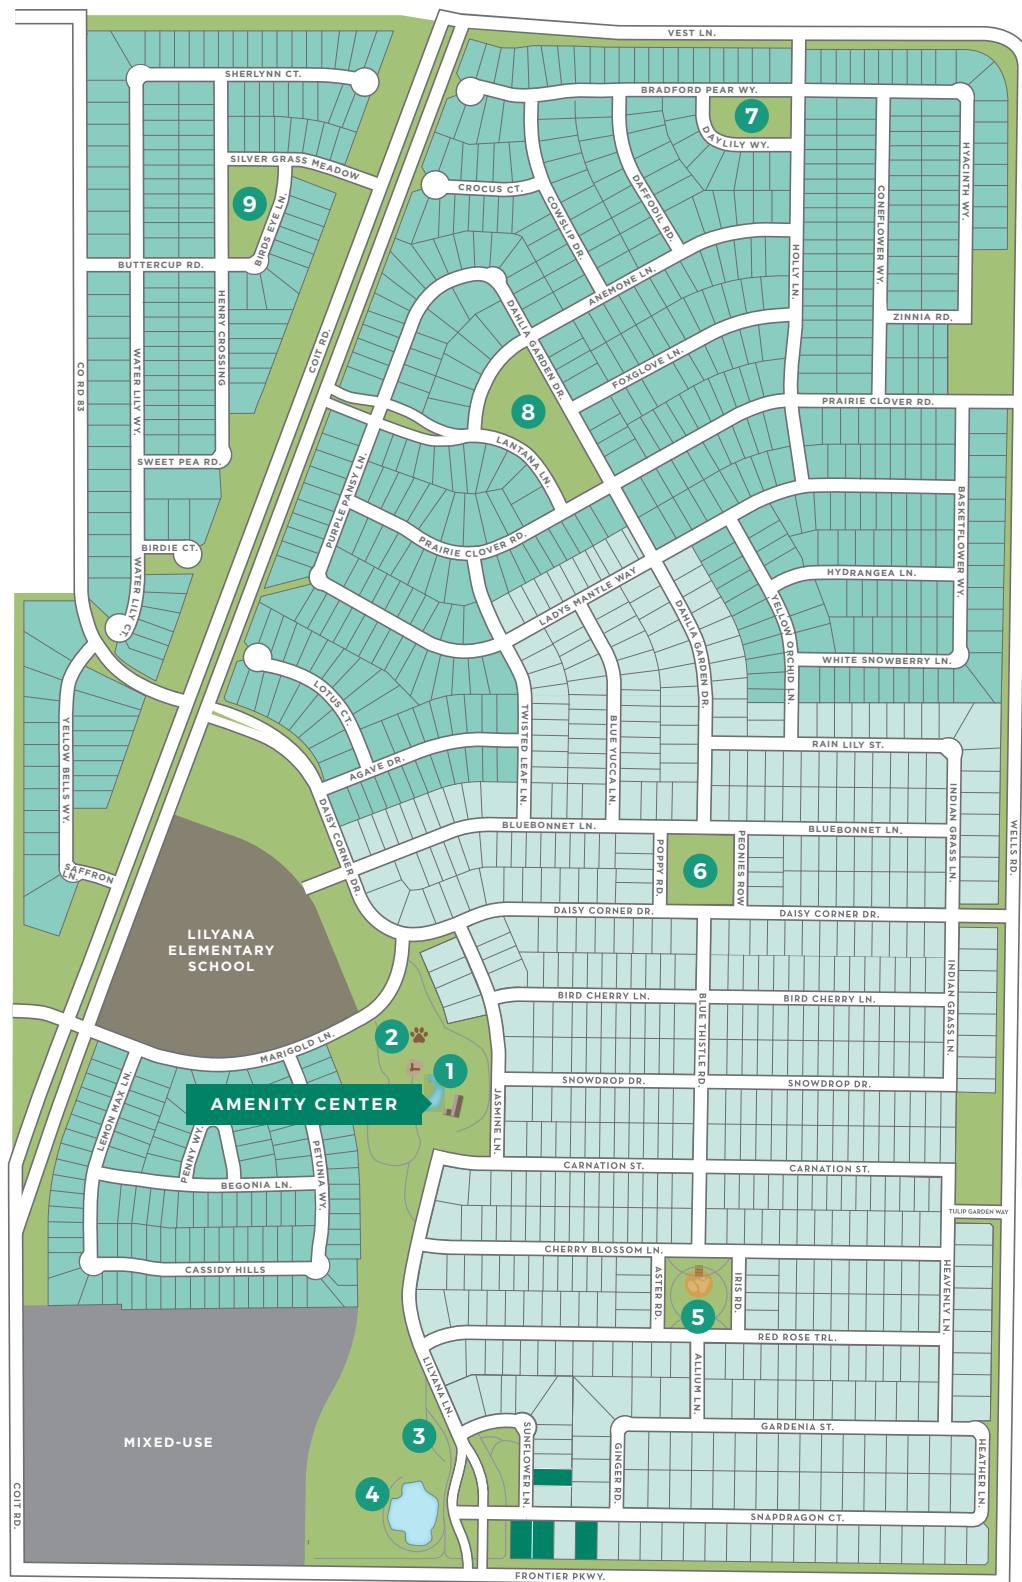 VEST LN.
SHERLYNN CT.
BRADFORD PEAR WY.
7
DAYLILY WY.
SILVER GRASS MEADOW
HYACINTH WY.
CROCUS CT.
DAFFODIL RD.
COWSLIP DR.
CONEFLOWER WY.
9
BIRDS EYE LN.
BUTTERCUP RD.
HOLLY LN.
ANEMONE LN.
HENRY CROSSING
DAHLIA GARDEN DR.
ZINNIA RD.
COIT RD.
CO RD 83
WATER LILY WY.
FOXGLOVE LN.
8
PRAIRIE CLOVER RD.
LANTANA LN.
SWEET PEA RD.
PURPLE PANSY LN.
BASKETFLOWER WY.
PRAIRIE CLOVER RD.
BIRDIE CT.
WATER LILY CT.
LADYS MANTLE WAY
HYDRANGEA LN.
DAHLIA GARDEN DR.
YELLOW ORCHID LN.
WHITE SNOWBERRY LN.
LOTUS CT.
TWISTED LEAF LN.
BLUE YUCCA LN.
YELLOW BELLS WY.
RAIN LILY ST.
AGAVE DR.
INDIAN GRASS LN.
DAISY CORNER DR.
BLUEBONNET LN.
BLUEBONNET LN.
WELLS RD.
POPPY RD.
6
PEONIES ROW
SAFFRON
LN.
DAISY CORNER DR.
DAISY CORNER DR.
LILYANA
ELEMENTARY
SCHOOL
INDIAN GRASS LN.
BIRD CHERRY LN.
BIRD CHERRY LN.
BLUE THISTLE RD.
2
MARIGOLD LN.
1
SNOWDROP DR.
SNOWDROP DR.
LEMON MAX LN.
AMENITY CENTER
JASMINE LN.
PENNY WY.
PETUNIA WY.
CARNATION ST.
CARNATION ST.
BEGONIA LN.
TULIP GARDEN WAY
CHERRY BLOSSOM LN.
CASSIDY HILLS
ASTER RD.
IRIS RD.
HEAVENLY LN.
5
RED ROSE TRL.
LILYANA LN.
ALLIUM LN.
GARDENIA ST.
MIXED-USE
3
SUNFLOWER LN.
GINGER RD.
HEATHER LN.
4
COIT RD.
SNAPDRAGON CT.
FRONTIER PKWY.